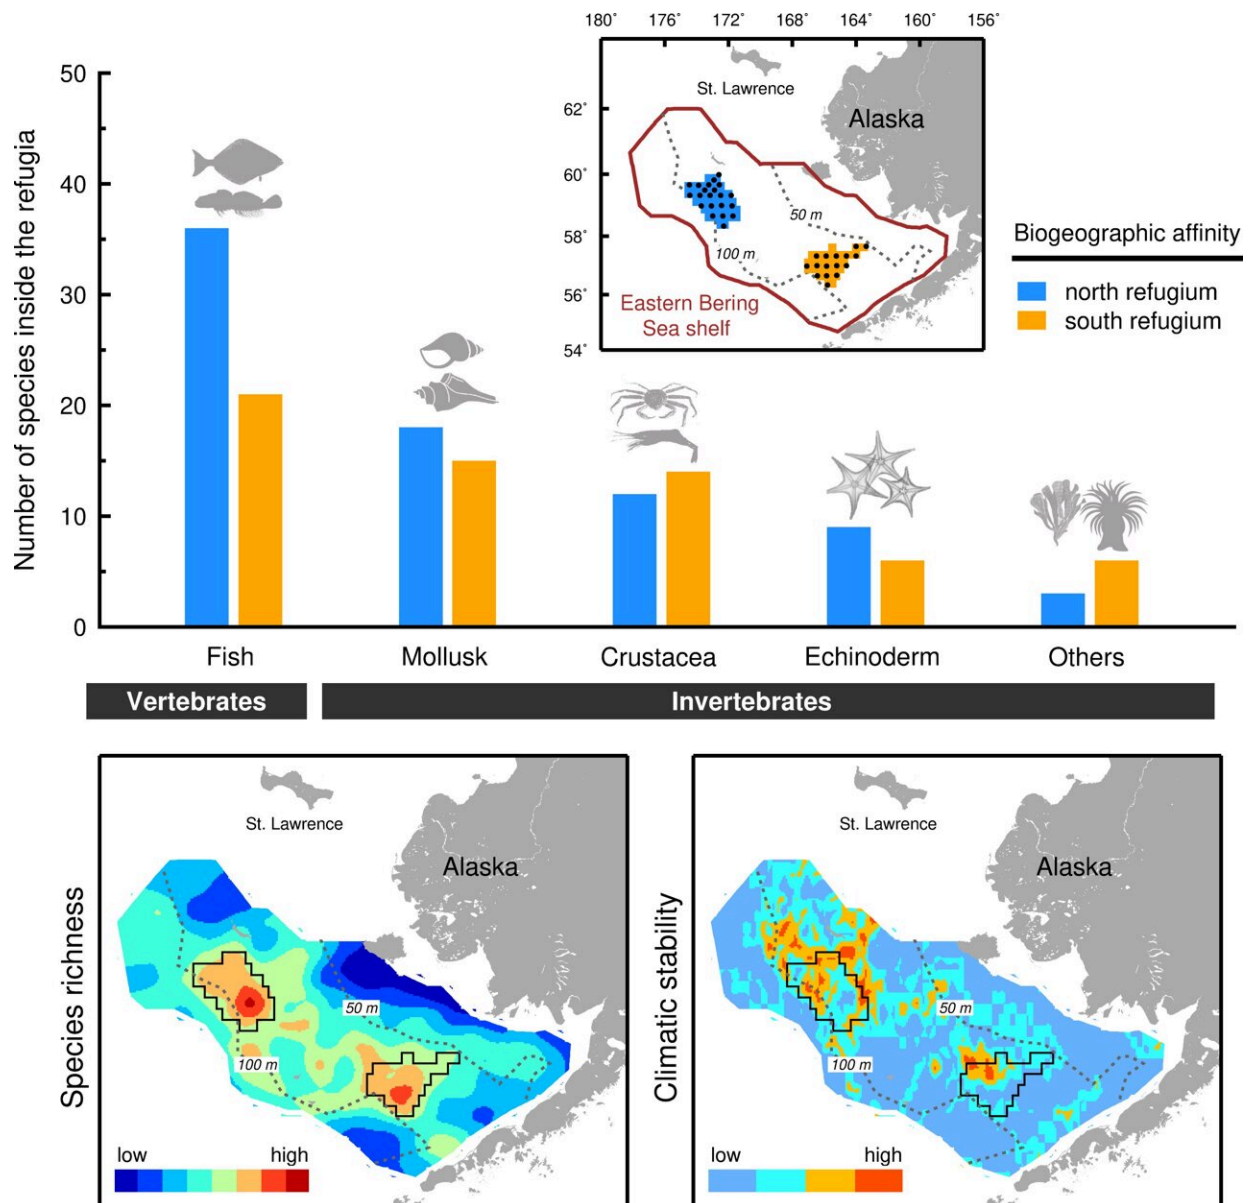 180° 176° 172° 168° 164° 160° 156°
50
40
30
20
10
0
Number of species inside the refugia
62°
60°
58°
56°
54°
St. Lawrence
Alaska
50 m
100 m
Eastern Bering
Sea shelf
Biogeographic affinity
north refugium
south refugium
Fish Mollusk Crustacea Echinoderm Others
Vertebrates Invertebrates
Species richness
St. Lawrence
Alaska
50 m
100 m
low high
Climatic stability
St. Lawrence
Alaska
50 m
100 m
low high